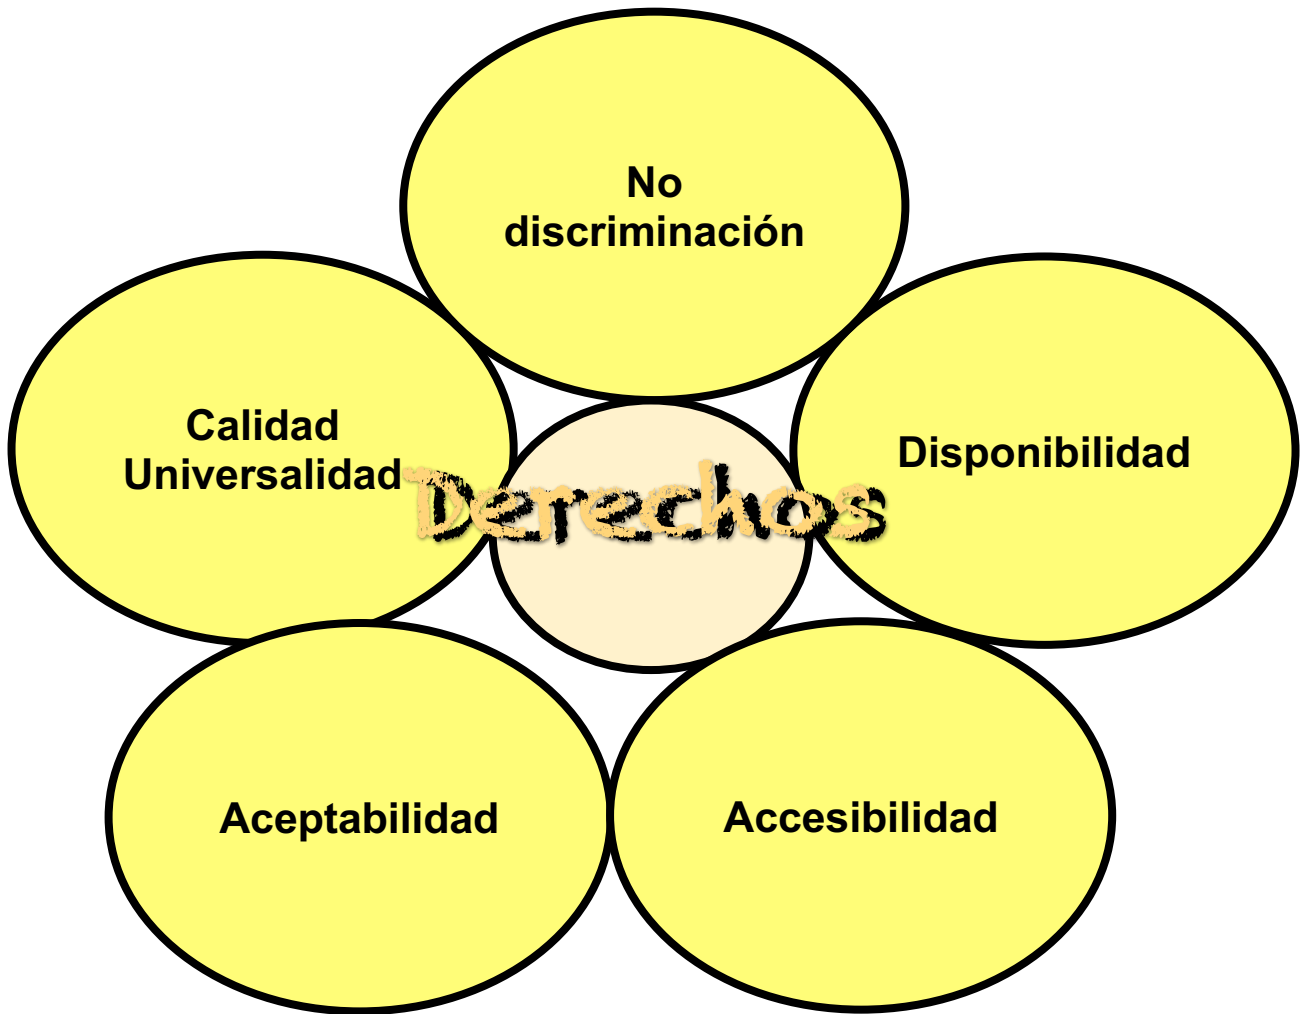 No
discriminación
Calidad
Universalidad
Disponibilidad
Derechos
Aceptabilidad
Accesibilidad